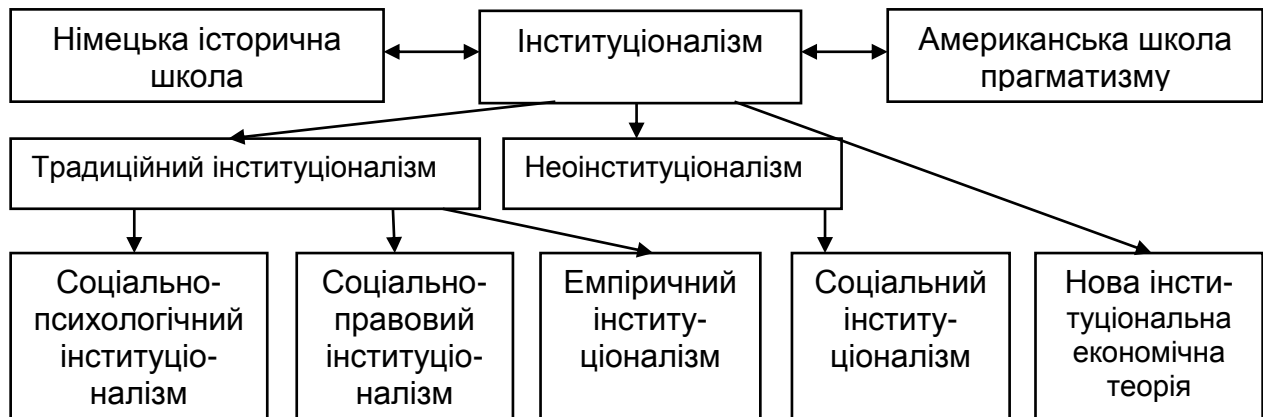 Німецька історична
школа
Інституціоналізм
Американська школа
прагматизму
Традиційний інституціоналізм
Неоінституціоналізм
Соціально-
психологічний
інституціо-
налізм
Соціально-
правовий
інституціо-
налізм
Емпіричний
інститу-
ціоналізм
Соціальний
інститу-
ціоналізм
Нова інсти-
туціональна
економічна
теорія